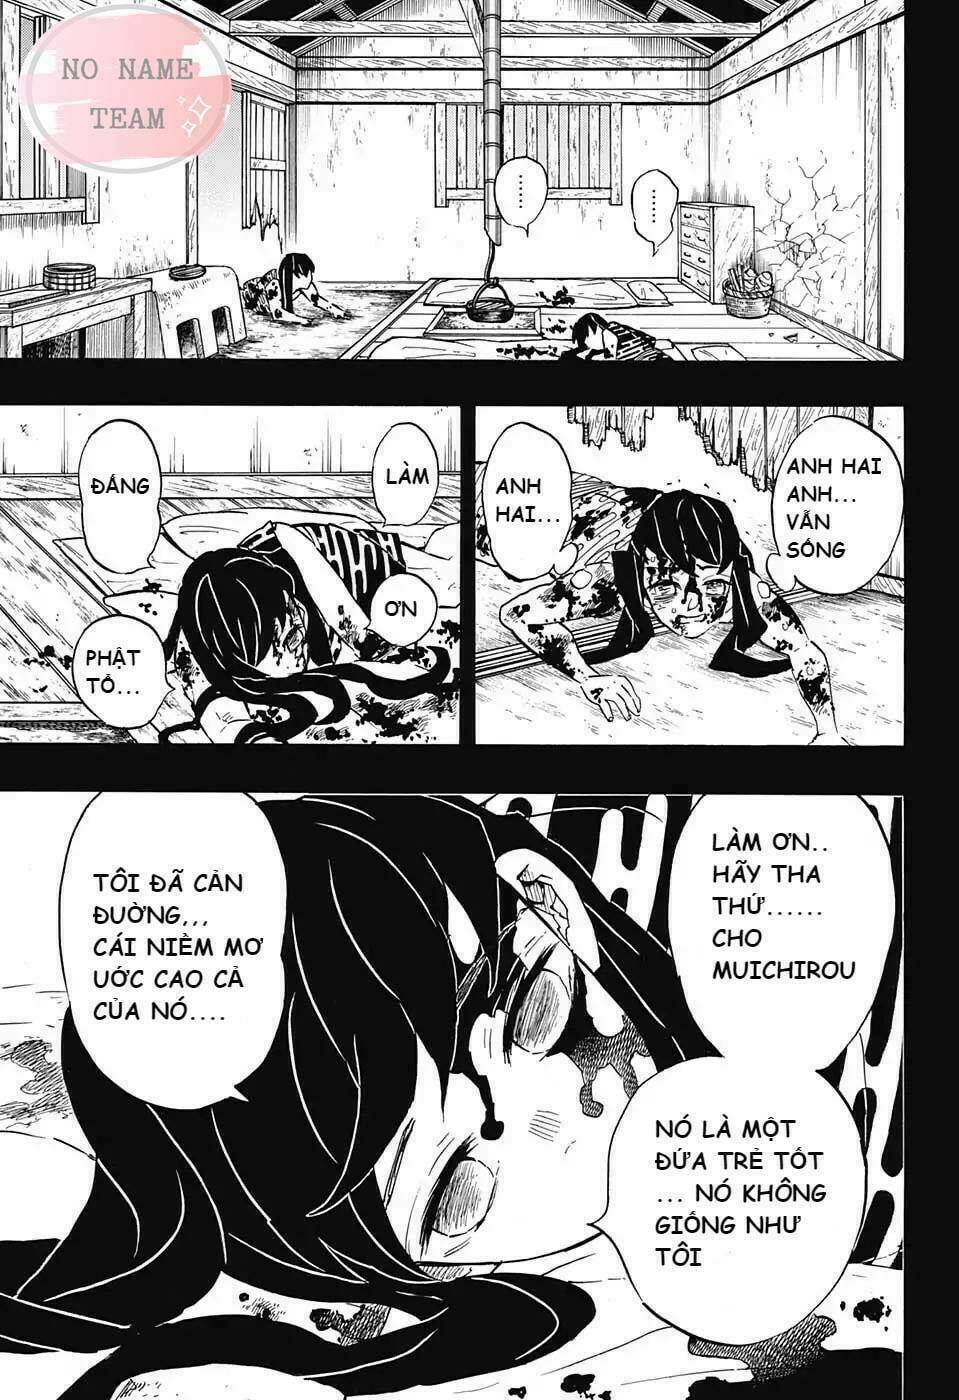 NO NAME
TEAM
......
......
ANH HAI
ANH...
VẪN
SỐNG
ANH
HAI...
LÀM
ƠN
ĐẤNG
PHẬT
TỔ...
LÀM ƠN..
HÃY THA
THỨ......
CHO
MUICHIROU
NÓ LÀ MỘT
ĐỨA TRẺ TỐT
... NÓ KHÔNG
GIỐNG NHƯ
TÔI
TÔI ĐÃ CẢN
ĐUỜNG,,,
CÁI NIỀM MƠ
UỚC CAO CẢ
CỦA NÓ....